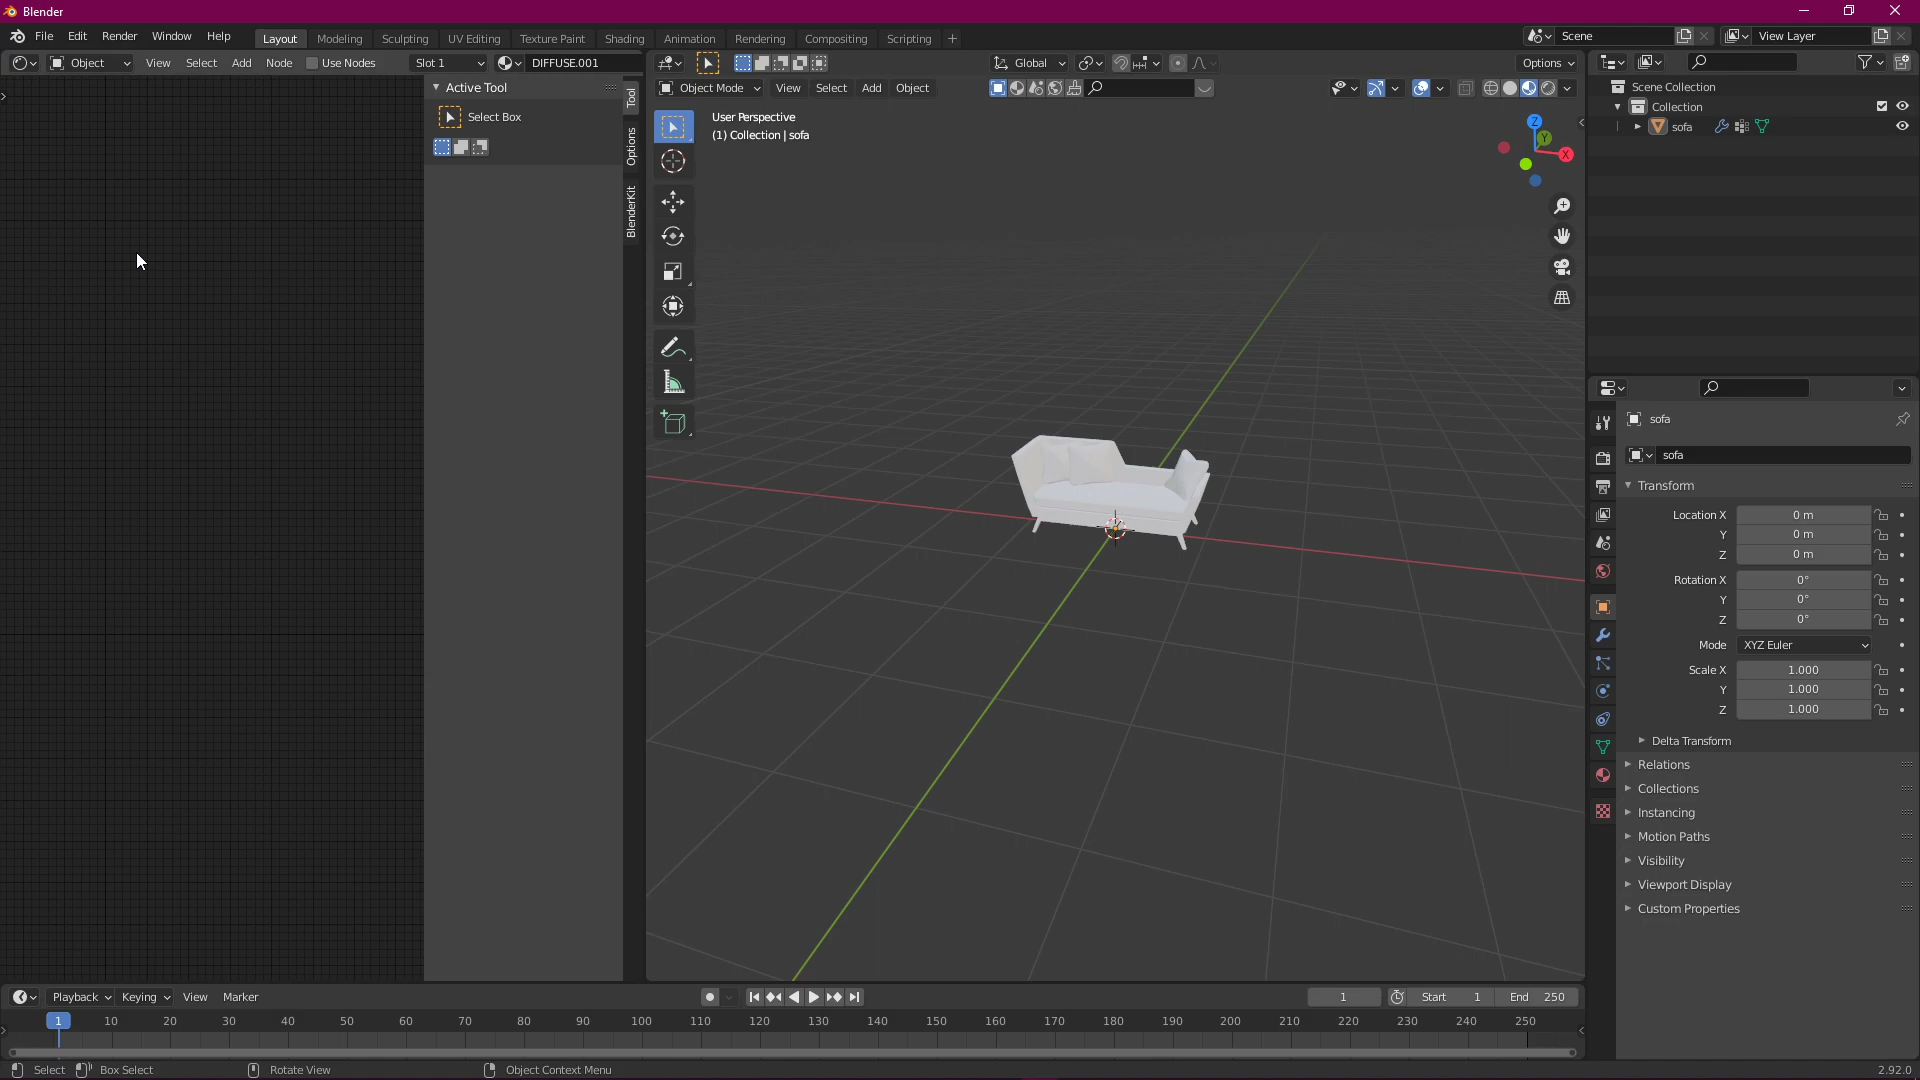 Blender
File Edit Render Window Help Layout Modeling Sculpting UV Editing Texture Paint Shading Animation Rendering Compositing Scripting + Scene View Layer
Object View Select Add Node Use Nodes Slot 1 DIFFUSE.001
Global Options
Object Mode View Select Add Object
Active Tool
Select Box
Tool
Options
BlenderKit
User Perspective
(1) Collection | sofa
Z
Y
X
Scene Collection
Collection
sofa
sofa
sofa
Transform
Location X 0 m
Y 0 m
Z 0 m
Rotation X 0°
Y 0°
Z 0°
Mode XYZ Euler
Scale X 1.000
Y 1.000
Z 1.000
Delta Transform
Relations
Collections
Instancing
Motion Paths
Visibility
Viewport Display
Custom Properties
Playback Keying View Marker 1 Start 1 End 250
1 10 20 30 40 50 60 70 80 90 100 110 120 130 140 150 160 170 180 190 200 210 220 230 240 250
Select Box Select Rotate View Object Context Menu 2.92.0